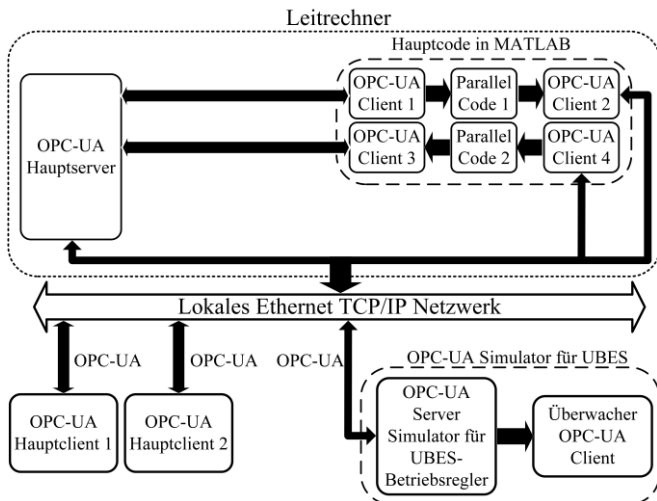 Leitrechner
Hauptcode in MATLAB
OPC-UA
Hauptserver
OPC-UA
Client 1
Parallel
Code 1
OPC-UA
Client 2
OPC-UA
Client 3
Parallel
Code 2
OPC-UA
Client 4
Lokales Ethernet TCP/IP Netzwerk
OPC-UA
OPC-UA
OPC-UA
OPC-UA Simulator für UBES
OPC-UA
Hauptclient 1
OPC-UA
Hauptclient 2
OPC-UA
Server
Simulator für
UBES-
Betriebsregler
Überwacher
OPC-UA
Client